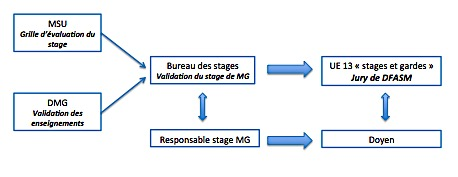 MSU
Grille d'évaluation du
stage
Bureau des stages
Validation du stage de MG
UE 13 « stages et gardes »
Jury de DFASM
DMG
Validation des
enseignements
Responsable stage MG
Doyen